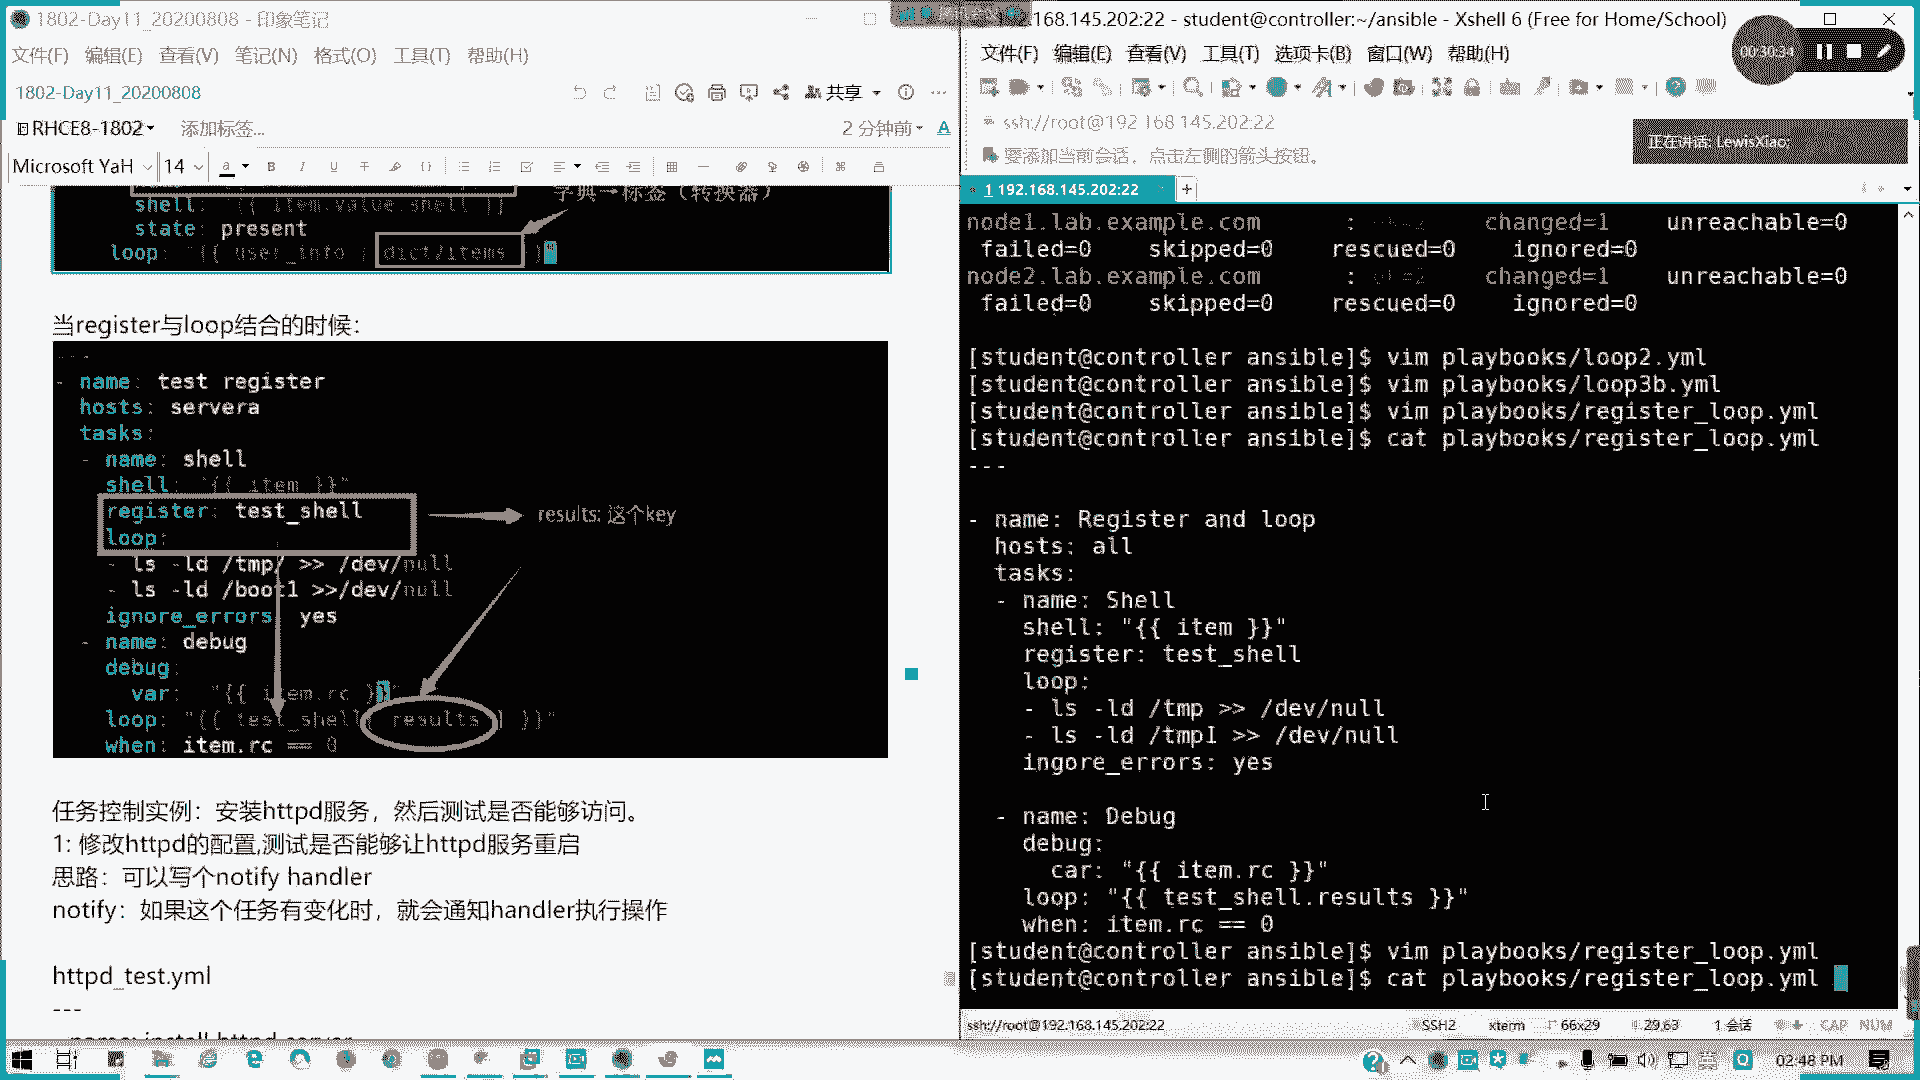 1802-Day11_20200808 - 印象笔记
文件(F) 编辑(E) 查看(V) 笔记(N) 格式(O) 工具(T) 帮助(H)
1802-Day11_20200808
共享
RHCE8-1802
添加标签...
2 分钟前
Microsoft YaH 14
字典→标签（转换器）
shell: "{{ item.value.shell }}
state: present
loop: "{{ user_info | dict2items }}
当register与loop结合的时候:
---
- name: test register
hosts: servera
tasks:
- name: shell
shell: "{{ item }}"
register: test_shell
results: 这个key
loop:
- ls -ld /tmp/ >> /dev/null
- ls -ld /boot1 >>/dev/null
ignore_errors: yes
- name: debug
debug:
var: "{{ item.rc }}"
loop: "{{ test_shell[ results ] }}"
when: item.rc == 0
任务控制实例：安装httpd服务，然后测试是否能够访问。
1: 修改httpd的配置,测试是否能够让httpd服务重启
思路：可以写个notify handler
notify：如果这个任务有变化时，就会通知handler执行操作
httpd_test.yml
---
- name: install httpd server
.168.145.202:22 - student@controller:~/ansible - Xshell 6 (Free for Home/School)
文件(F) 编辑(E) 查看(V) 工具(T) 选项卡(B) 窗口(W) 帮助(H)
00:30:34
ssh://root@192.168.145.202:22
要添加当前会话，点击左侧的箭头按钮。
正在讲话: LewisXiao;
1 192.168.145.202:22
node1.lab.example.com : ok=2 changed=1 unreachable=0
failed=0 skipped=0 rescued=0 ignored=0
node2.lab.example.com : ok=2 changed=1 unreachable=0
failed=0 skipped=0 rescued=0 ignored=0
[student@controller ansible]$ vim playbooks/loop2.yml
[student@controller ansible]$ vim playbooks/loop3b.yml
[student@controller ansible]$ vim playbooks/register_loop.yml
[student@controller ansible]$ cat playbooks/register_loop.yml
---
- name: Register and loop
hosts: all
tasks:
- name: Shell
shell: "{{ item }}"
register: test_shell
loop:
- ls -ld /tmp >> /dev/null
- ls -ld /tmp1 >> /dev/null
ingore_errors: yes
- name: Debug
debug:
car: "{{ item.rc }}"
loop: "{{ test_shell.results }}"
when: item.rc == 0
[student@controller ansible]$ vim playbooks/register_loop.yml
[student@controller ansible]$ cat playbooks/register_loop.yml
ssh://root@192.168.145.202:22 SSH2 xterm 66x29 29,63 1 会话 CAP NUM
英 02:48 PM